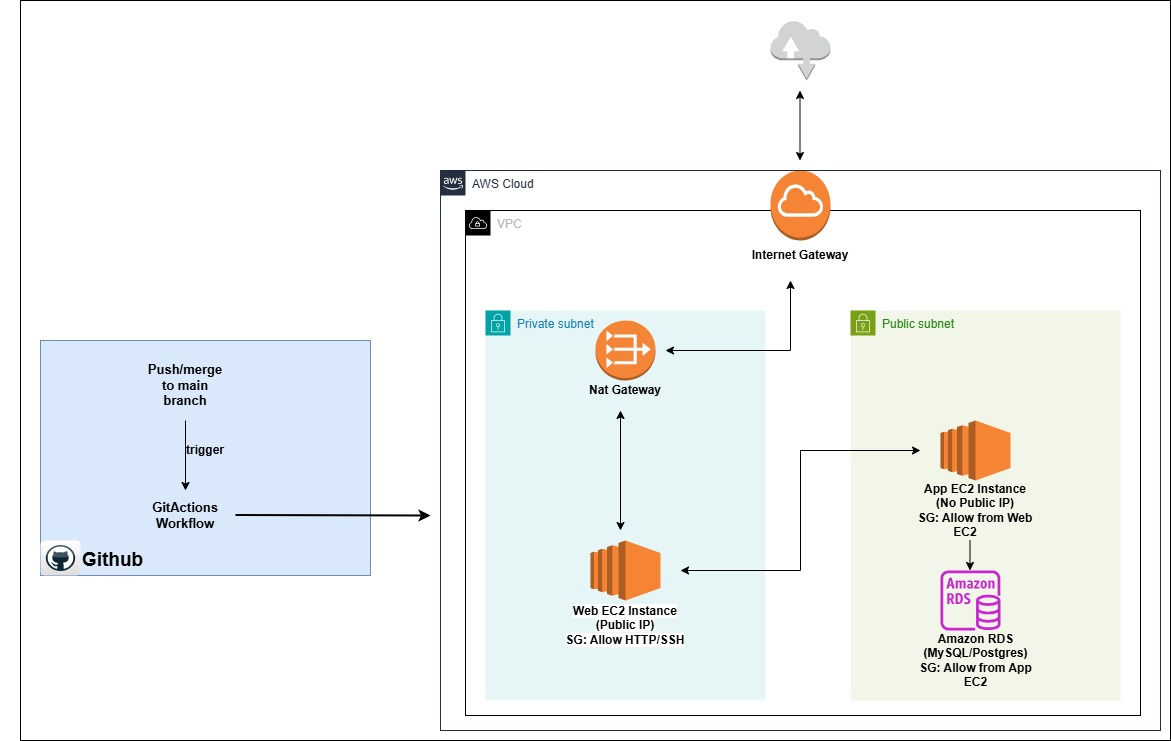 aws
AWS Cloud
VPC
Internet Gateway
Private subnet
Nat Gateway
Web EC2 Instance
(Public IP)
SG: Allow HTTP/SSH
Public subnet
App EC2 Instance
(No Public IP)
SG: Allow from Web
EC2
Amazon
RDS
Amazon RDS
(MySQL/Postgres)
SG: Allow from App
EC2
Push/merge
to main
branch
trigger
GitActions
Workflow
Github